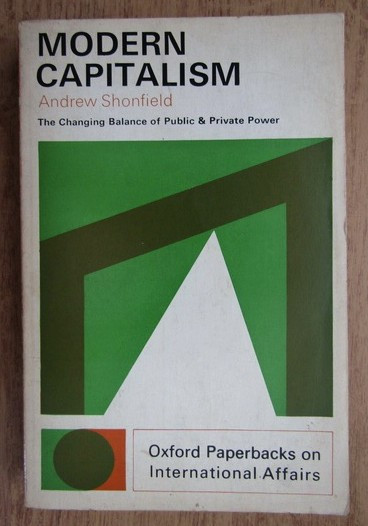 MODERN
CAPITALISM
Andrew Shonfield
The Changing Balance of Public & Private Power
Oxford Paperbacks on
International Affairs